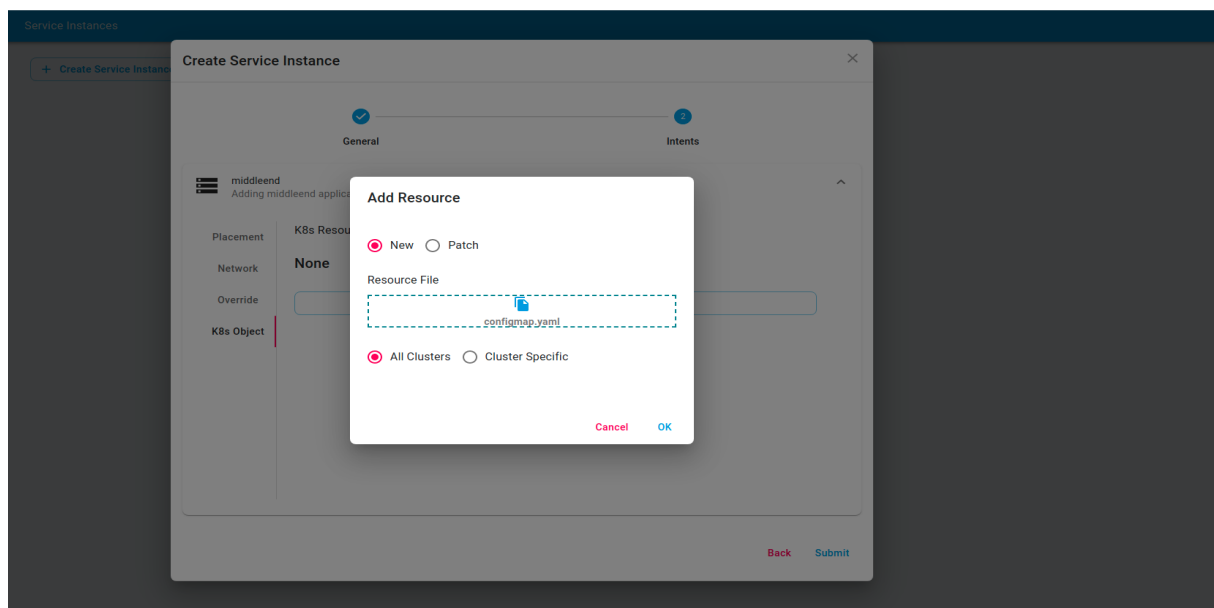 Service Instances
+ Create Service Instanc
Create Service Instance
2
General
Intents
middleend
Adding middleend applica
Placement
Network
Override
K8s Object
K8s Resou
None
Add Resource
New
Patch
Resource File
configmap.yaml
All Clusters
Cluster Specific
Cancel
OK
Back
Submit